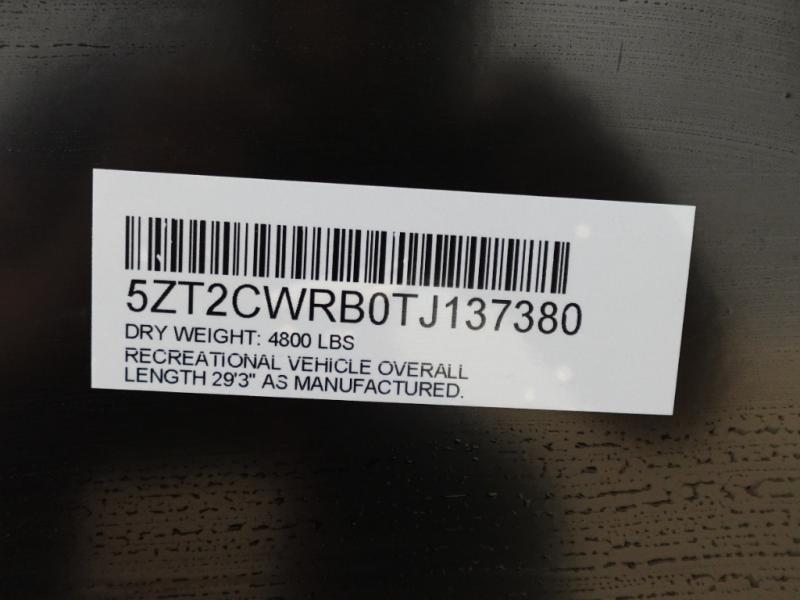 5ZT2CWRB0TJ137380
DRY WEIGHT: 4800 LBS
RECREATIONAL VEHICLE OVERALL
LENGTH 29'3" AS MANUFACTURED.